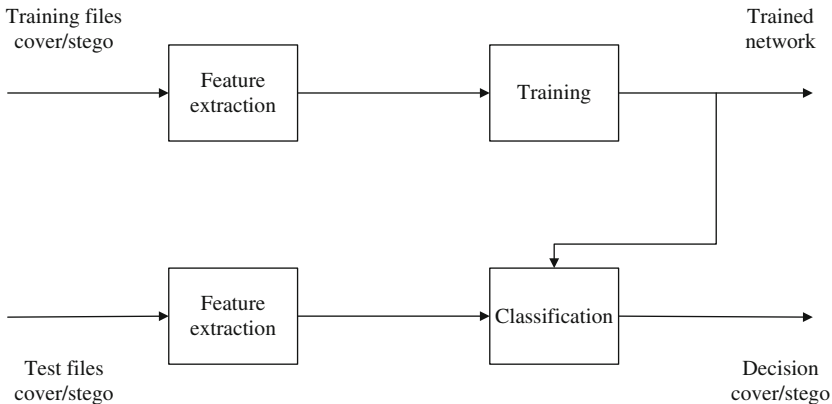 Training files
cover/stego
Trained
network
Feature
extraction
Training
Feature
extraction
Classification
Test files
cover/stego
Decision
cover/stego